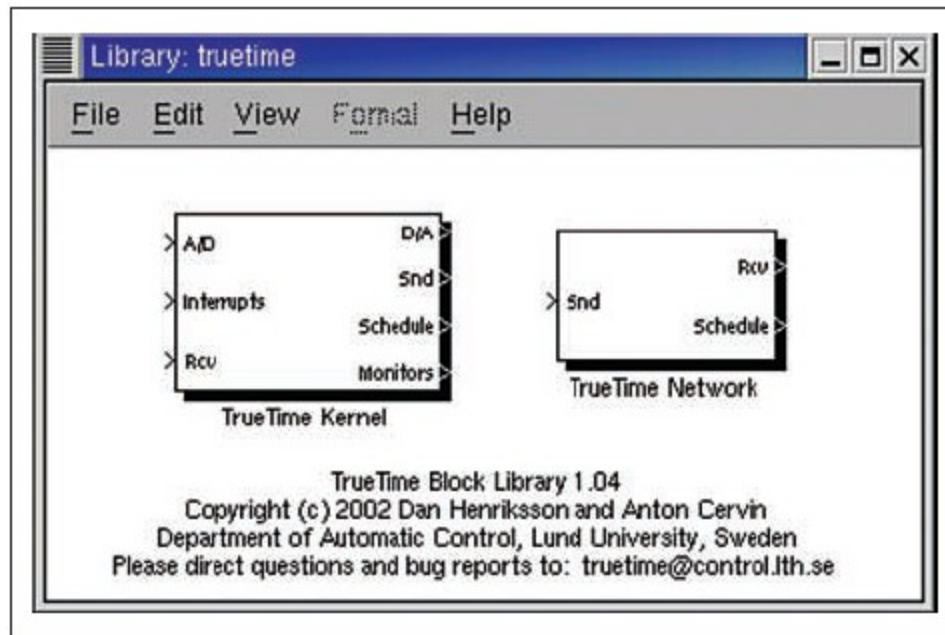 Library: truetime
File Edit View Format Help
A/D
Interrupts
Rcv
D/A
Snd
Schedule
Monitors
TrueTime Kernel
Snd
Rcv
Schedule
TrueTime Network
TrueTime Block Library 1.04
Copyright (c) 2002 Dan Henriksson and Anton Cervin
Department of Automatic Control, Lund University, Sweden
Please direct questions and bug reports to: truetime@control.lth.se